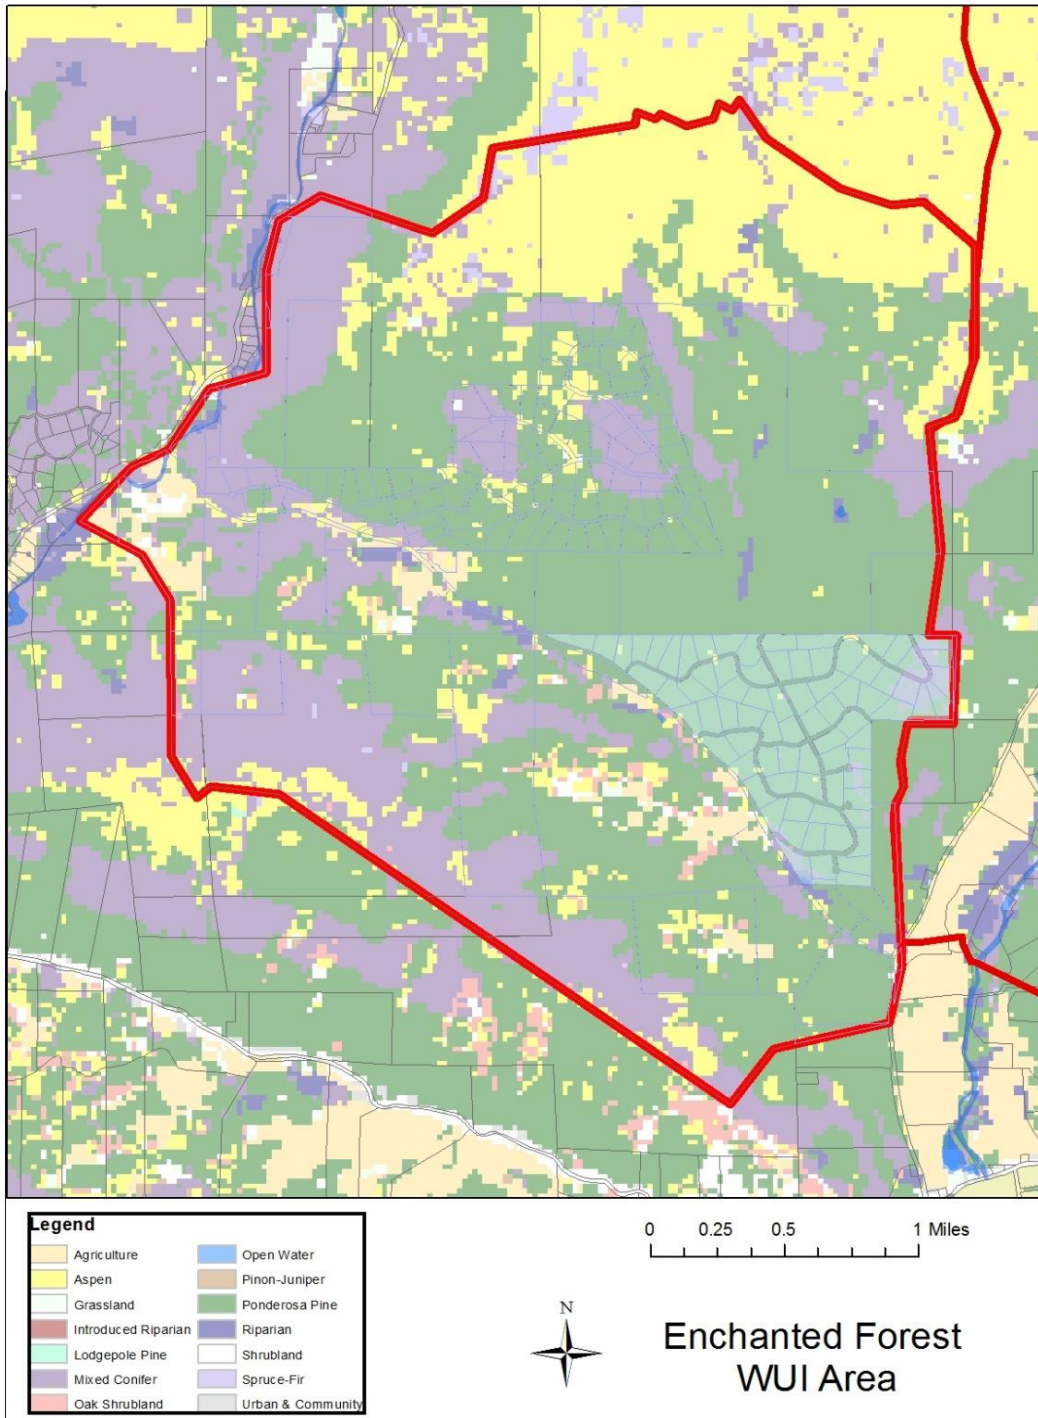 Legend
Agriculture
Aspen
Grassland
Introduced Riparian
Lodgepole Pine
Mixed Conifer
Oak Shrubland
Open Water
Pinon-Juniper
Ponderosa Pine
Riparian
Shrubland
Spruce-Fir
Urban & Community
0 0.25 0.5 1 Miles
N
Enchanted Forest
WUI Area